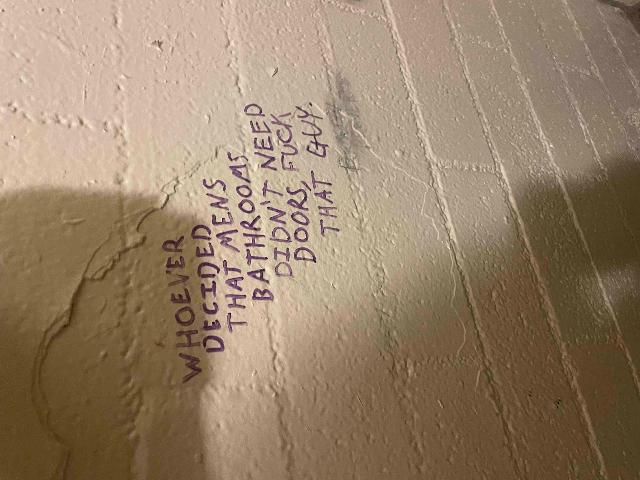 WHOEVER
DECIDED
THAT MENS
BATHROOMS
DIDN'T NEED
DOORS, FUCK
THAT GUY.